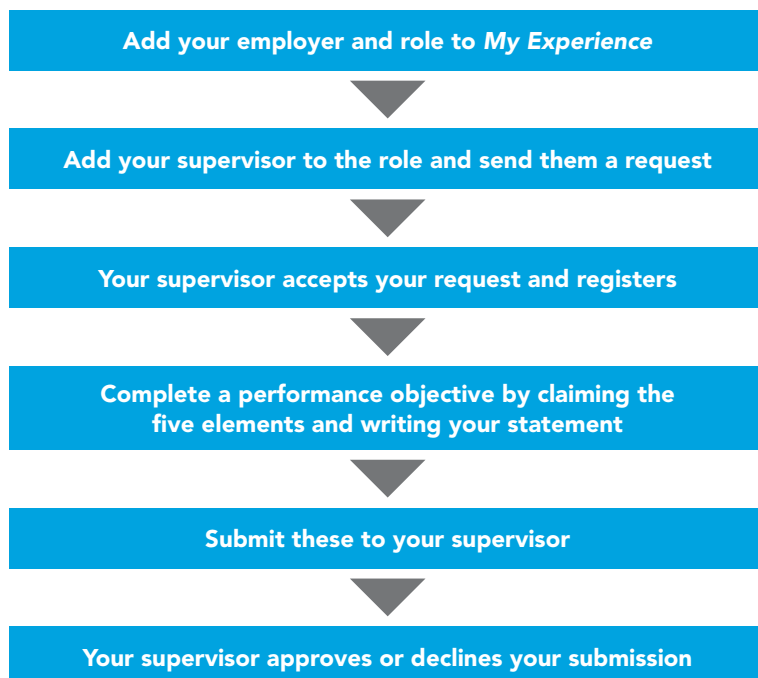 Add your employer and role to My Experience
Add your supervisor to the role and send them a request
Your supervisor accepts your request and registers
Complete a performance objective by claiming the
five elements and writing your statement
Submit these to your supervisor
Your supervisor approves or declines your submission